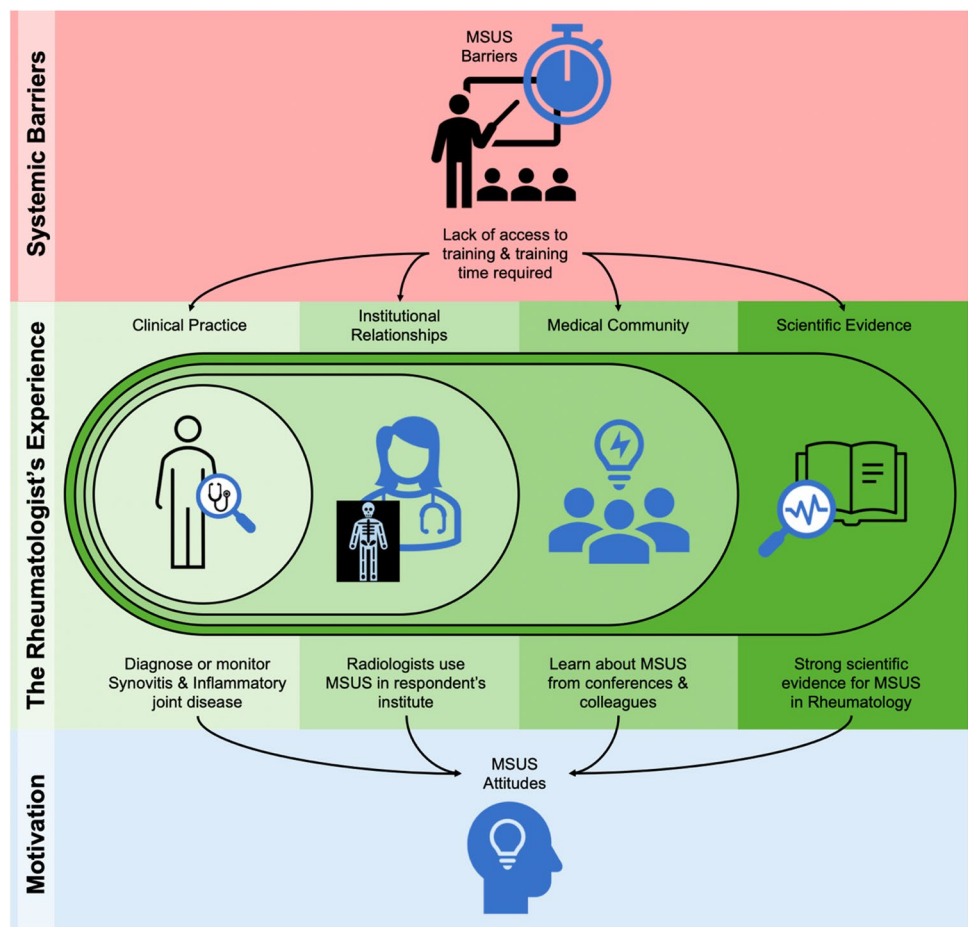 Systemic Barriers
MSUS
Barriers
Lack of access to
training & training
time required
The Rheumatologist's Experience
Clinical Practice
Institutional
Relationships
Medical Community
Scientific Evidence
Diagnose or monitor
Synovitis & Inflammatory
joint disease
Radiologists use
MSUS in respondent's
institute
Learn about MSUS
from conferences &
colleagues
Strong scientific
evidence for MSUS
in Rheumatology
Motivation
MSUS
Attitudes